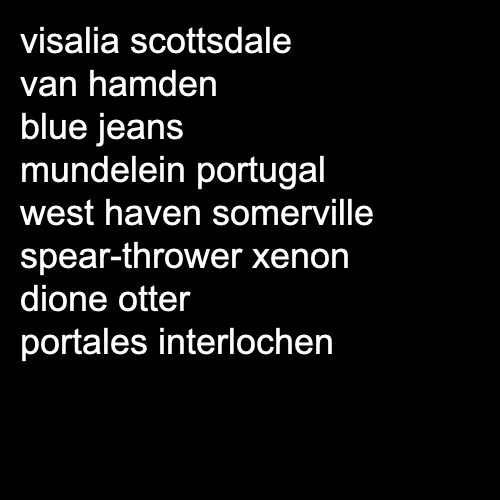 visalia scottsdale
van hamden
blue jeans
mundelein portugal
west haven somerville
spear-thrower xenon
dione otter
portales interlochen